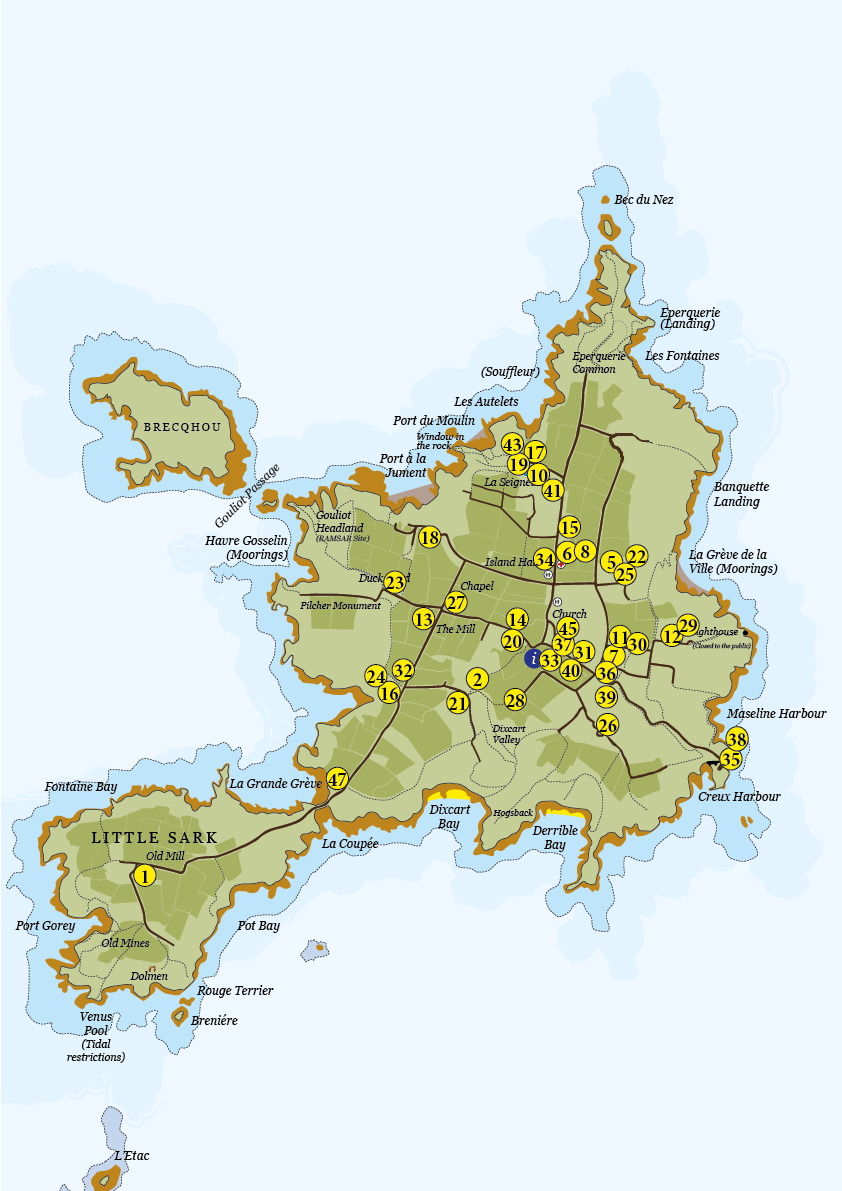 Bec du Nez
Eperquerie
(Landing)
Les Fontaines
Eperquerie
Common
(Souffleur)
Les Autelets
Port du Moulin
Window in
the rock
Port à la
Jument
BRECQHOU
Gouliot Passage
43
17
19
10
La
41
Banquette
Landing
Gouliot
Headland
(RAMSAR Site)
15
18
Havre Gosselin
(Moorings)
Island
34
6
8
5
22
25
H
La Grève de la
Ville (Moorings)
23
Chapel
Pilcher Monument
27
H
13
The Mill
14
Church
45
20
37
i
33
31
40
11
30
7
36
12
29
(Closed to the public)
24
32
16
2
21
28
39
26
Dixcart
Valley
Maseline Harbour
38
35
Creux Harbour
47
La Grande Grève
Fontaine Bay
Dixcart
Bay
Hogsback
Derrible
Bay
La Coupée
LITTLE SARK
Old Mill
1
Port Gorey
Pot Bay
Old Mines
Dolmen
Rouge Terrier
Breniére
Venus
Pool
(Tidal
restrictions)
L'Etac